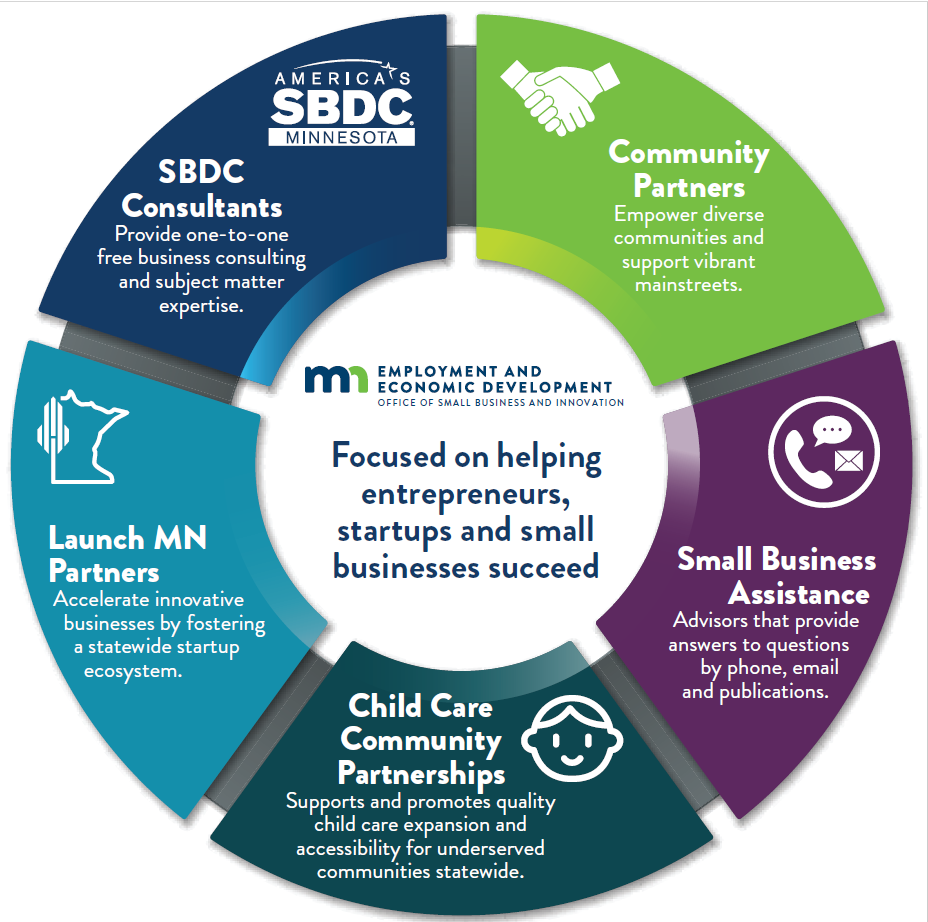 AMERICA'S
SBDC
MINNESOTA
SBDC
Consultants
Provide one-to-one
free business consulting
and subject matter
expertise.
Community
Partners
Empower diverse
communities and
support vibrant
mainstreets.
mn EMPLOYMENT AND
ECONOMIC DEVELOPMENT
OFFICE OF SMALL BUSINESS AND INNOVATION
Focused on helping
entrepreneurs,
startups and small
businesses succeed
Small Business
Assistance
Advisors that provide
answers to questions
by phone, email
and publications.
Child Care
Community
Partnerships
Supports and promotes quality
child care expansion and
accessibility for underserved
communities statewide.
Launch MN
Partners
Accelerate innovative
businesses by fostering
a statewide startup
ecosystem.